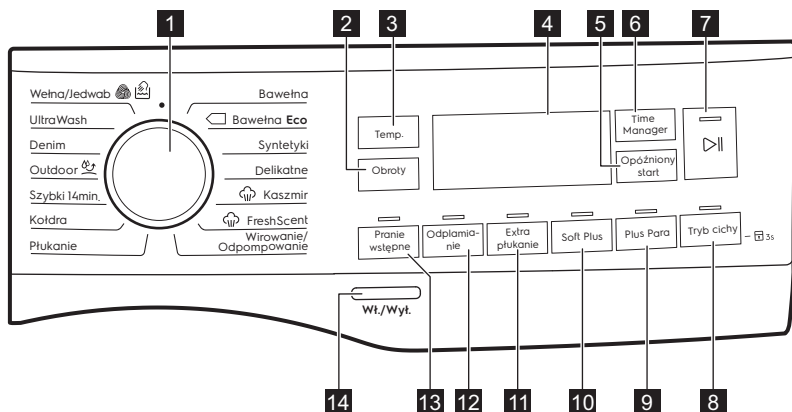 1
2
3
4
5
6
7
Wełna/Jedwab
UltraWash
Denim
Outdoor
Szybki 14min.
Kołdra
Płukanie
Bawełna
Bawełna Eco
Syntetyki
Delikatne
Kaszmir
FreshScent
Wirowanie/
Odpompowanie
Temp.
Obroty
Time
Manager
Opóźniony
start
Pranie
wstępne
Odplamia-
nie
Extra
płukanie
Soft Plus
Plus Para
Tryb cichy
3s
Wł./Wył.
14
13
12
11
10
9
8